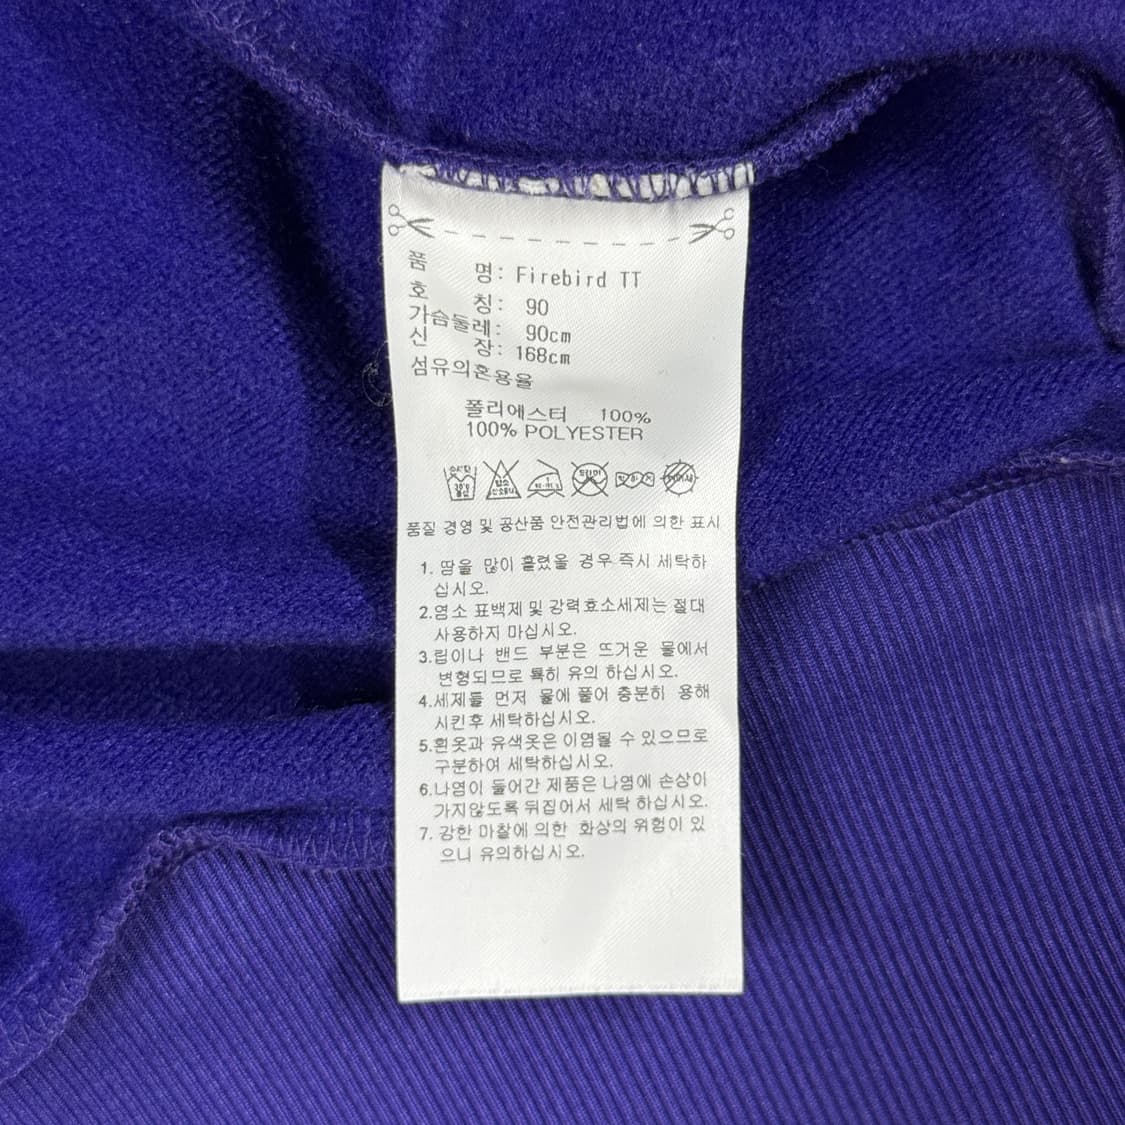 품 명: Firebird TT
호 칭: 90
가슴둘레: 90cm
신 장: 168cm
섬유의혼용율
폴리에스터 100%
100% POLYESTER
품질 경영 및 공산품 안전관리법에 의한 표시
1. 땀을 많이 흘렸을 경우 즉시 세탁하
십시오.
2.염소 표백제 및 강력효소세제는 절대
사용하지 마십시오.
3.립이나 밴드 부분은 뜨거운 물에서
변형되므로 특히 유의 하십시오.
4.세제를 먼저 물에 풀어 충분히 용해
시킨후 세탁하십시오.
5.흰옷과 유색옷은 이염될 수 있으므로
구분하여 세탁하십시오.
6.나염이 들어간 제품은 나염에 손상이
가지않도록 뒤집어서 세탁 하십시오.
7. 강한 마찰에 의한 화상의 위험이 있
으니 유의하십시오.